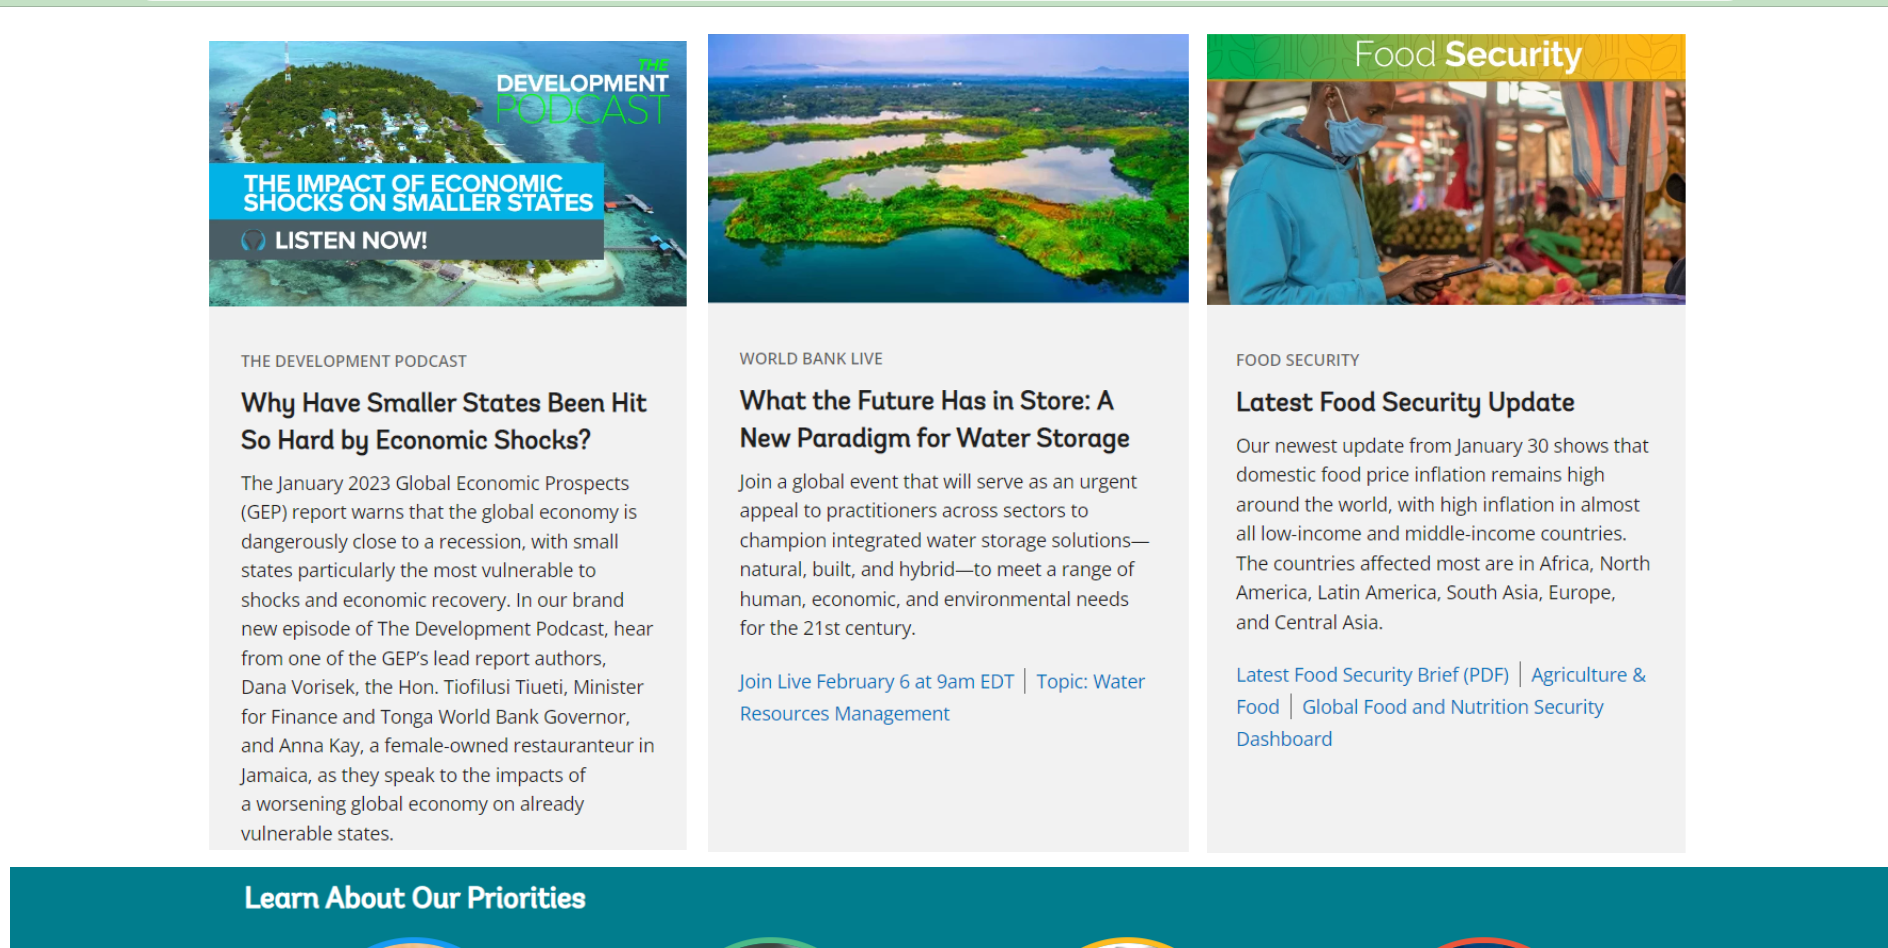 THE
DEVELOPMENT
PODCAST
THE IMPACT OF ECONOMIC
SHOCKS ON SMALLER STATES
LISTEN NOW!
THE DEVELOPMENT PODCAST
Why Have Smaller States Been Hit
So Hard by Economic Shocks?
The January 2023 Global Economic Prospects
(GEP) report warns that the global economy is
dangerously close to a recession, with small
states particularly the most vulnerable to
shocks and economic recovery. In our brand
new episode of The Development Podcast, hear
from one of the GEP’s lead report authors,
Dana Vorisek, the Hon. Tiofilusi Tiueti, Minister
for Finance and Tonga World Bank Governor,
and Anna Kay, a female-owned restauranteur in
Jamaica, as they speak to the impacts of
a worsening global economy on already
vulnerable states.
WORLD BANK LIVE
What the Future Has in Store: A
New Paradigm for Water Storage
Join a global event that will serve as an urgent
appeal to practitioners across sectors to
champion integrated water storage solutions—
natural, built, and hybrid—to meet a range of
human, economic, and environmental needs
for the 21st century.
Join Live February 6 at 9am EDT | Topic: Water
Resources Management
Food Security
FOOD SECURITY
Latest Food Security Update
Our newest update from January 30 shows that
domestic food price inflation remains high
around the world, with high inflation in almost
all low-income and middle-income countries.
The countries affected most are in Africa, North
America, Latin America, South Asia, Europe,
and Central Asia.
Latest Food Security Brief (PDF) | Agriculture &
Food | Global Food and Nutrition Security
Dashboard
Learn About Our Priorities